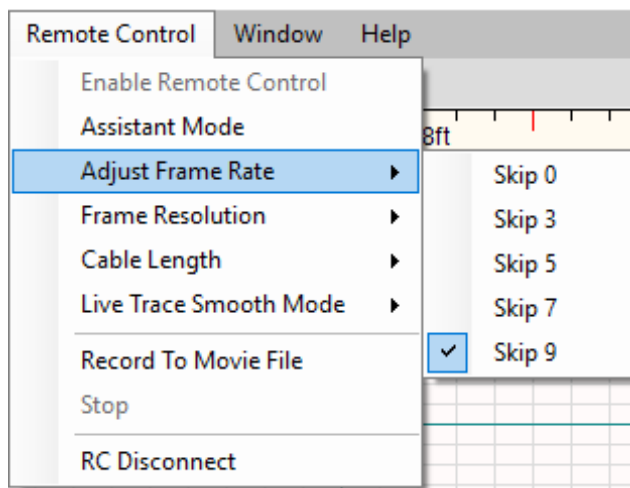 Remote Control Window Help
Enable Remote Control
Assistant Mode
8ft
Adjust Frame Rate
Skip 0
Frame Resolution
Skip 3
Cable Length
Skip 5
Live Trace Smooth Mode
Skip 7
Record To Movie File
Skip 9
Stop
RC Disconnect